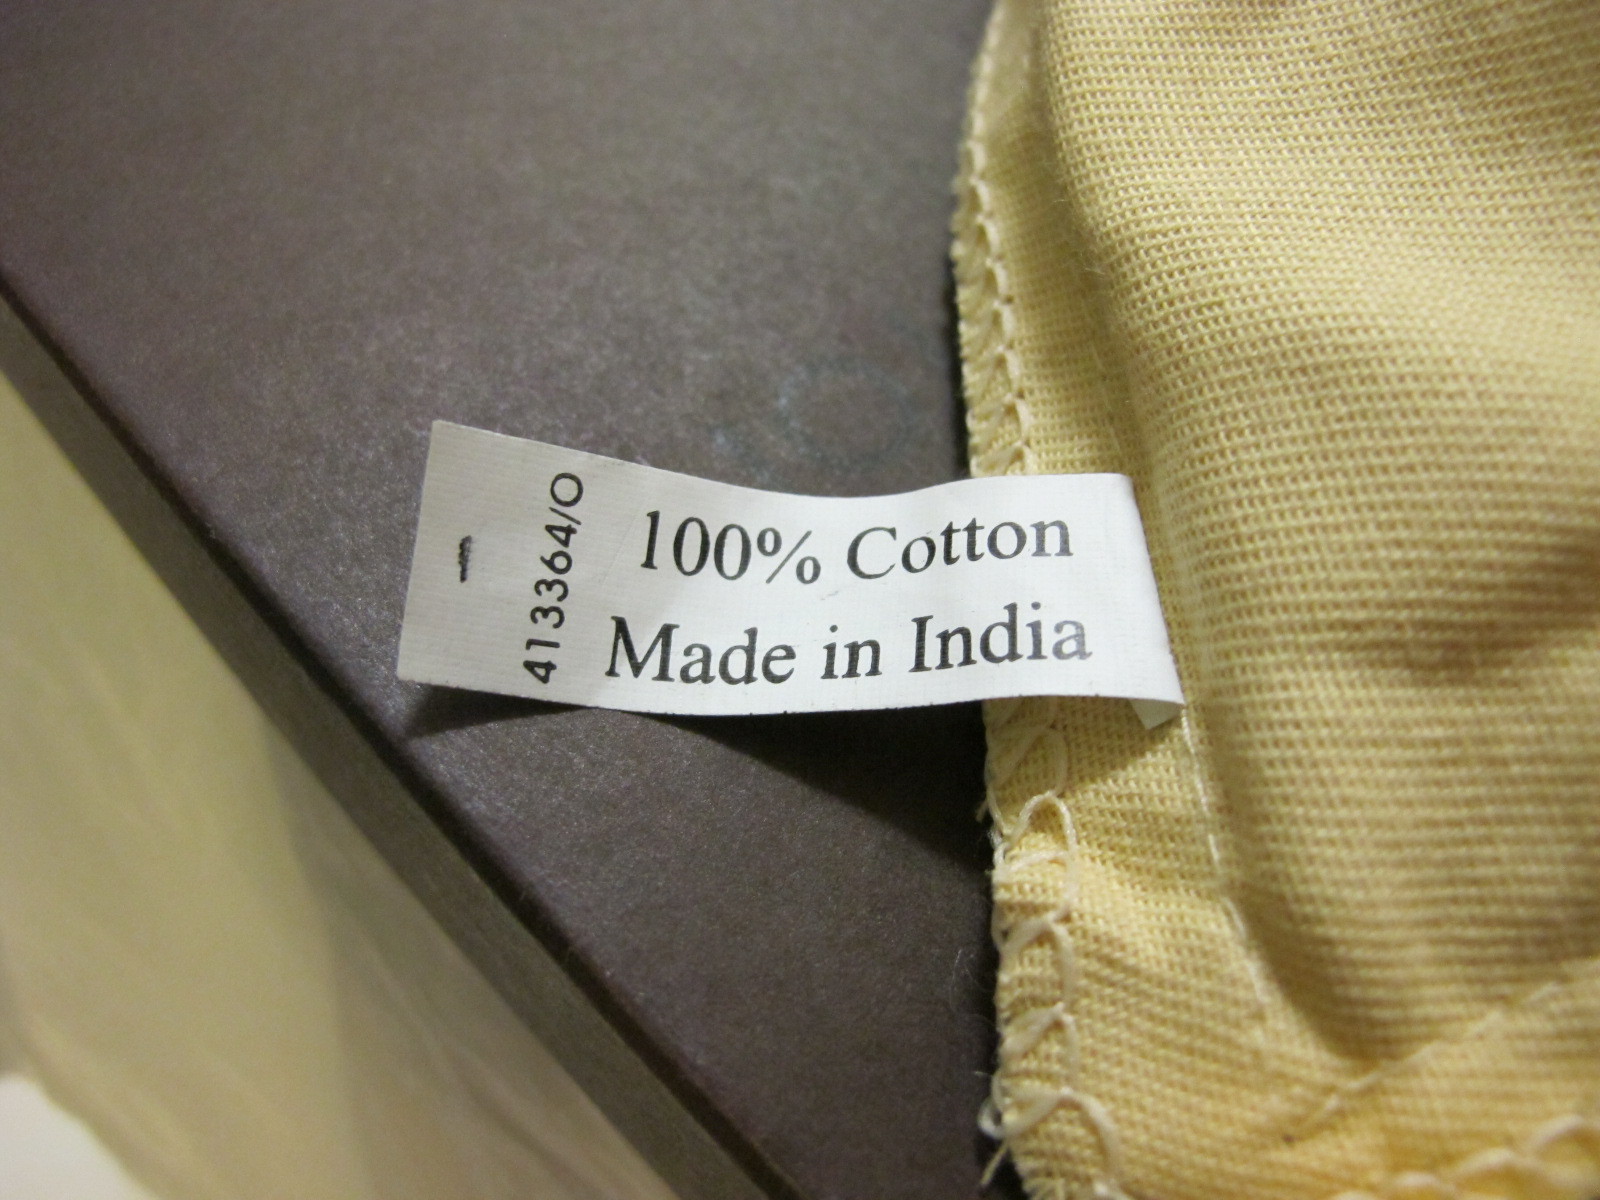 100% Cotton
Made in India
413364/O